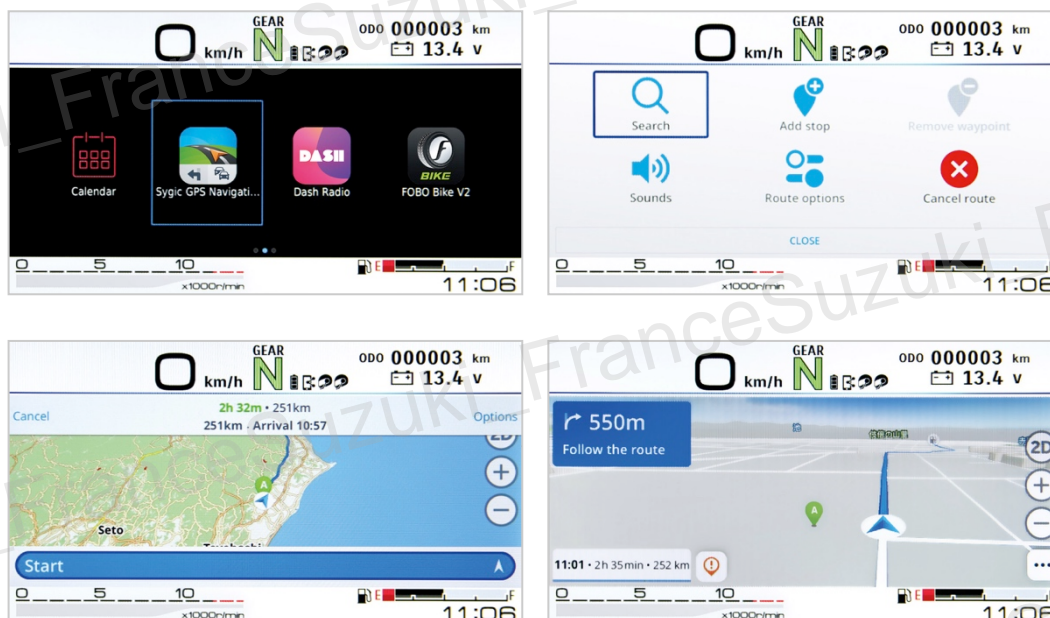 GEAR
0 km/h N
ODO 000003 km
13.4 V
Calendar
Sygic GPS Navigati...
DASH
Dash Radio
BIKE
FOBO Bike V2
0 5 10
x1000r/min
E F
11:06
GEAR
0 km/h N
ODO 000003 km
13.4 V
Search
Add stop
Remove waypoint
Sounds
Route options
Cancel route
CLOSE
0 5 10
x1000r/min
E
11:06
GEAR
0 km/h N
ODO 000003 km
13.4 V
Cancel
2h 32m • 251km
251km - Arrival 10:57
Options
2D
A
Seto
Start
0 5 10
x1000r/min
E F
11:06
GEAR
0 km/h N
ODO 000003 km
13.4 V
550m
Follow the route
2D
A
11:01 • 2h 35min • 252 km
0 5 10
x1000r/min
E F
11:06
FranceSuzuki